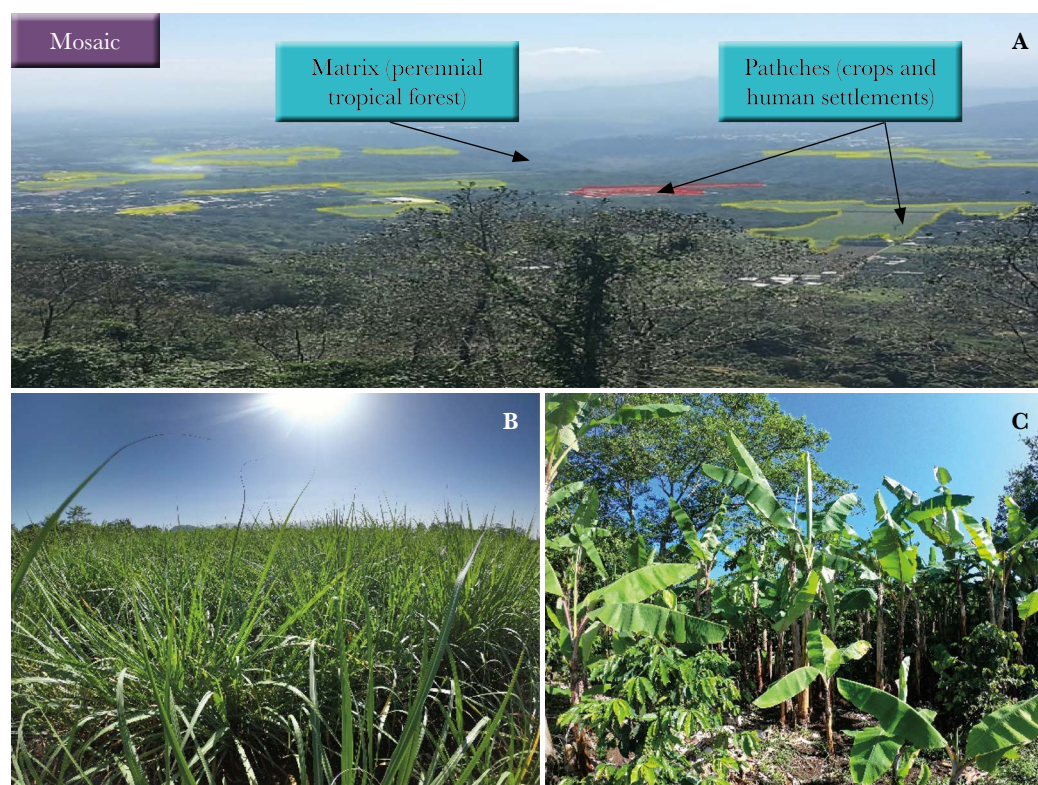 Mosaic
Matrix (perennial
tropical forest)
Pathches (crops and
human settlements)
A
B
C